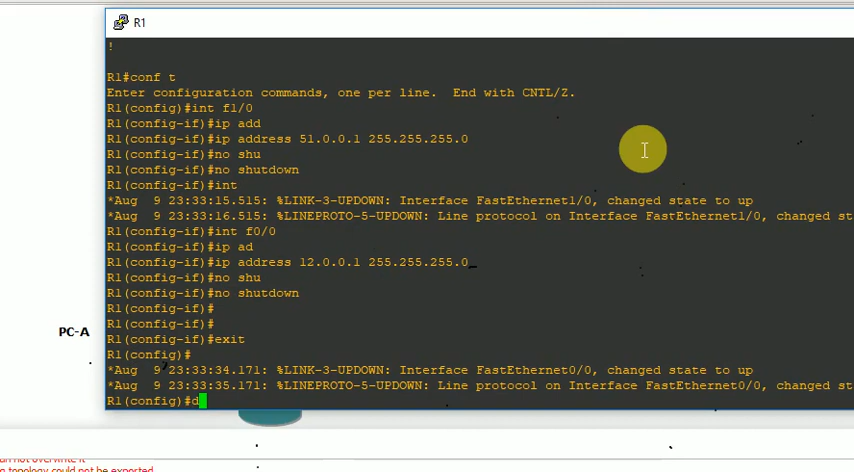 R1
!
R1#conf t
Enter configuration commands, one per line.  End with CNTL/Z.
R1(config)#int f1/0
R1(config-if)#ip add
R1(config-if)#ip address 51.0.0.1 255.255.255.0
R1(config-if)#no shu
R1(config-if)#no shutdown
R1(config-if)#int
*Aug  9 23:33:15.515: %LINK-3-UPDOWN: Interface FastEthernet1/0, changed state to up
*Aug  9 23:33:16.515: %LINEPROTO-5-UPDOWN: Line protocol on Interface FastEthernet1/0, changed st
R1(config-if)#int f0/0
R1(config-if)#ip ad
R1(config-if)#ip address 12.0.0.1 255.255.255.0
R1(config-if)#no shu
R1(config-if)#no shutdown
R1(config-if)#
R1(config-if)#
R1(config-if)#exit
R1(config)#
*Aug  9 23:33:34.171: %LINK-3-UPDOWN: Interface FastEthernet0/0, changed state to up
*Aug  9 23:33:35.171: %LINEPROTO-5-UPDOWN: Line protocol on Interface FastEthernet0/0, changed st
R1(config)#d
PC-A
not overwrite it
topology could not be exported